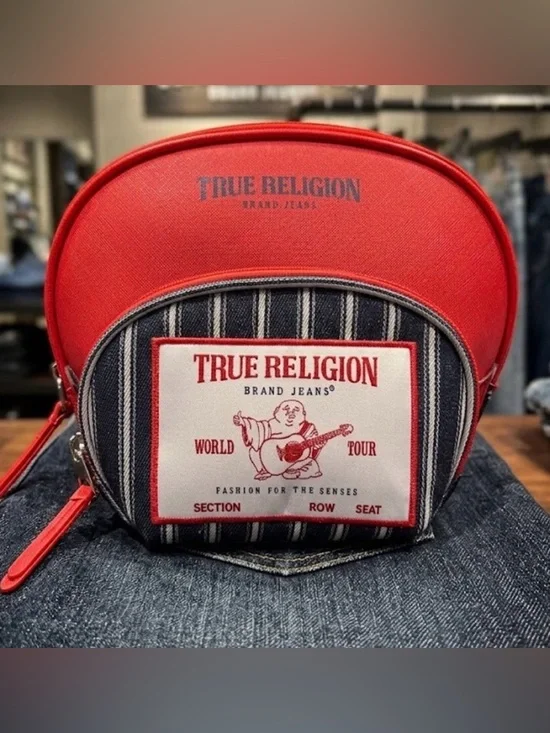 TRUE RELIGION
BRAND JEANS
TRUE RELIGION
BRAND JEANS®
WORLD TOUR
FASHION FOR THE SENSES
SECTION ROW SEAT